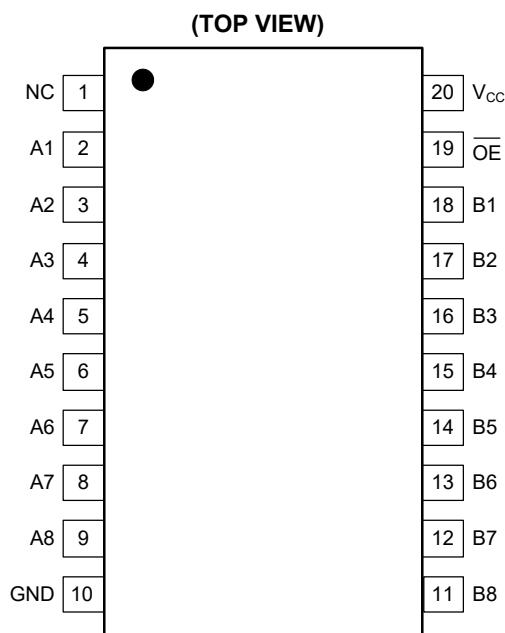 (TOP VIEW)
NC 1 20 VCC
A1 2 19 OE
A2 3 18 B1
A3 4 17 B2
A4 5 16 B3
A5 6 15 B4
A6 7 14 B5
A7 8 13 B6
A8 9 12 B7
GND 10 11 B8